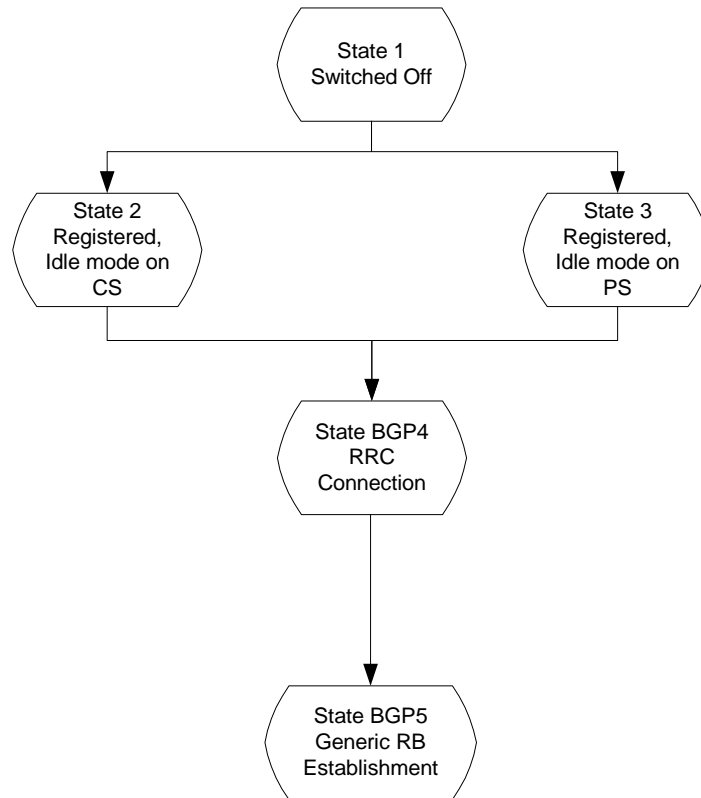 State 1
Switched Off
State 2
Registered,
Idle mode on
CS
State 3
Registered,
Idle mode on
PS
State BGP4
RRC
Connection
State BGP5
Generic RB
Establishment